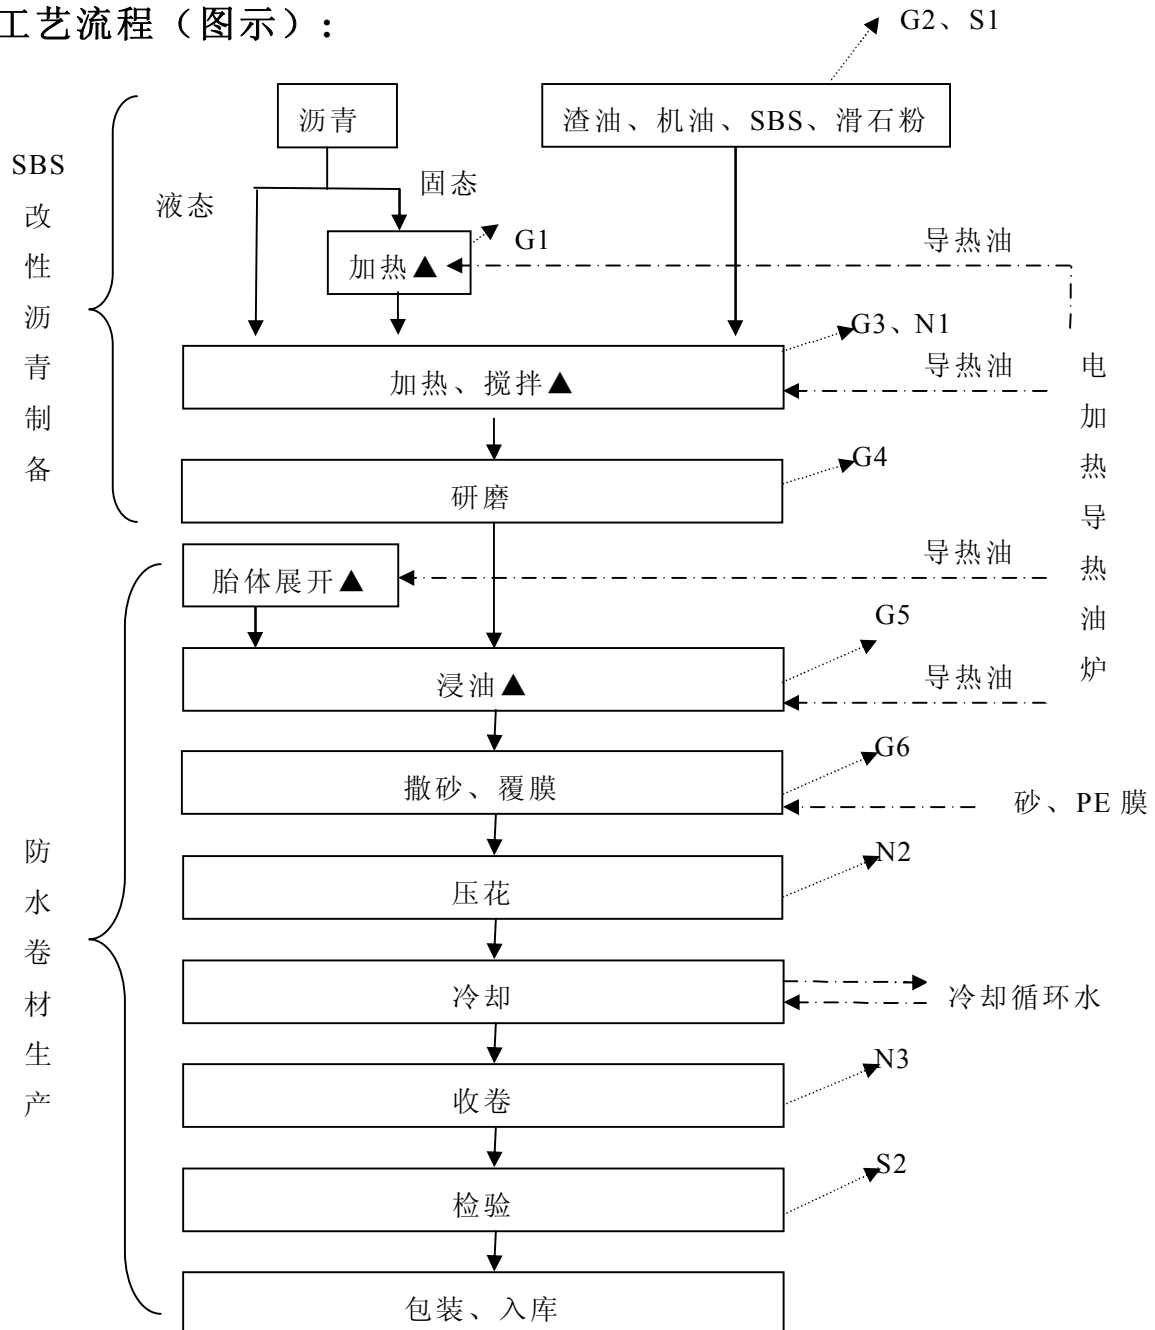 工艺流程（图示）：
G2、S1
沥青
渣油、机油、SBS、滑石粉
SBS改性沥青制备
液态
固态
G1
加热▲
导热油
G3、N1
加热、搅拌▲
导热油
电加热导热油炉
G4
研磨
胎体展开▲
导热油
G5
浸油▲
导热油
G6
撒砂、覆膜
砂、PE 膜
防水卷材生产
N2
压花
冷却
冷却循环水
N3
收卷
S2
检验
包装、入库